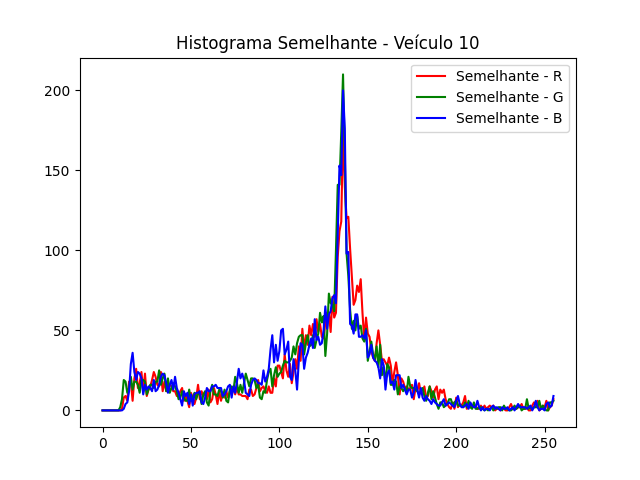 Histograma Semelhante - Veículo 10
Semelhante - R
Semelhante - G
Semelhante - B
200
150
100
50
0
0 50 100 150 200 250